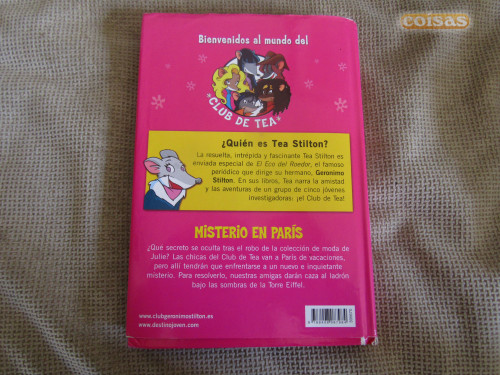 coisas
Bienvenidos al mundo del
CLUB DE TEA
¿Quién es Tea Stilton?
La resuelta, intrépida y fascinante Tea Stilton es
enviada especial de El Eco del Roedor, el famoso
periódico que dirige su hermano, Geronimo
Stilton. En sus libros, Tea narra la amistad
y las aventuras de un grupo de cinco jóvenes
investigadoras: ¡el Club de Tea!
MISTERIO EN PARÍS
¿Qué secreto se oculta tras el robo de la colección de moda de
Julie? Las chicas del Club de Tea van a París de vacaciones,
pero allí tendrán que enfrentarse a un nuevo e inquietante
misterio. Para resolverlo, nuestras amigas darán caza al ladrón
bajo las sombras de la Torre Eiffel.
www.clubgeronimostilton.es
www.destinojoven.com